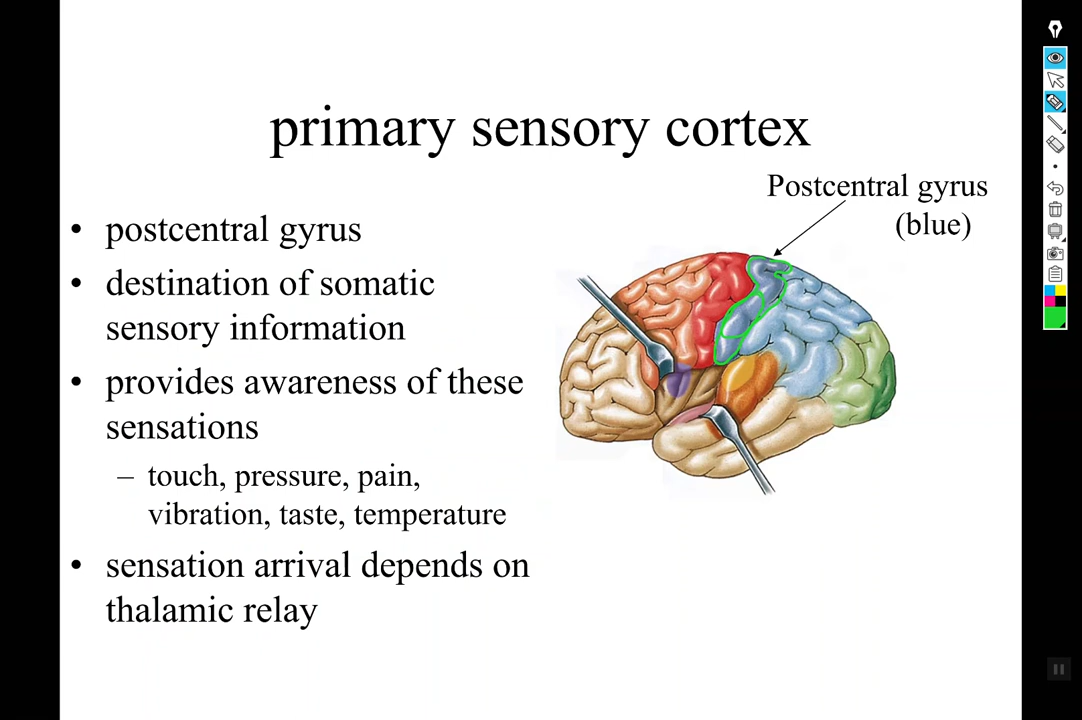 primary sensory cortex
Postcentral gyrus
(blue)
• postcentral gyrus
• destination of somatic
sensory information
• provides awareness of these
sensations
– touch, pressure, pain,
vibration, taste, temperature
• sensation arrival depends on
thalamic relay